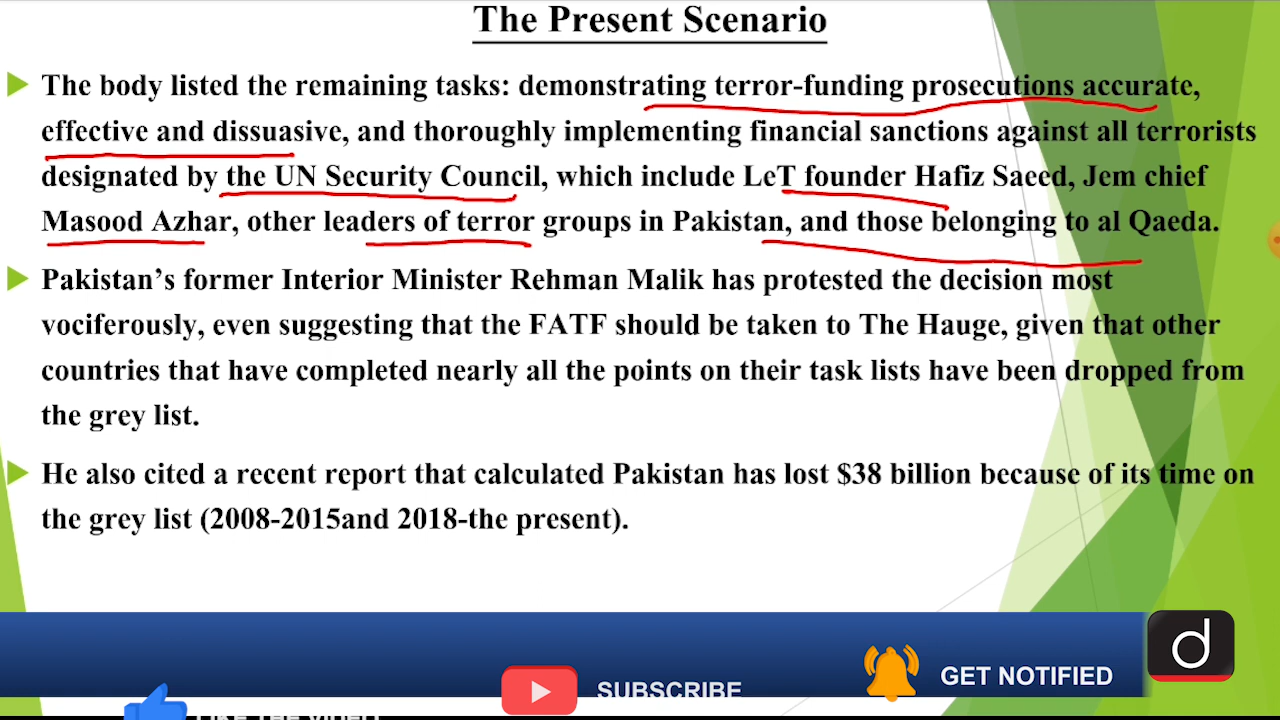 The Present Scenario
The body listed the remaining tasks: demonstrating terror-funding prosecutions accurate,
effective and dissuasive, and thoroughly implementing financial sanctions against all terrorists
designated by the UN Security Council, which include LeT founder Hafiz Saeed, Jem chief
Masood Azhar, other leaders of terror groups in Pakistan, and those belonging to al Qaeda.
Pakistan's former Interior Minister Rehman Malik has protested the decision most
vociferously, even suggesting that the FATF should be taken to The Hauge, given that other
countries that have completed nearly all the points on their task lists have been dropped from
the grey list.
He also cited a recent report that calculated Pakistan has lost $38 billion because of its time on
the grey list (2008-2015and 2018-the present).
d
GET NOTIFIED
SUBSCRIBE
LIKE THE VIDEO